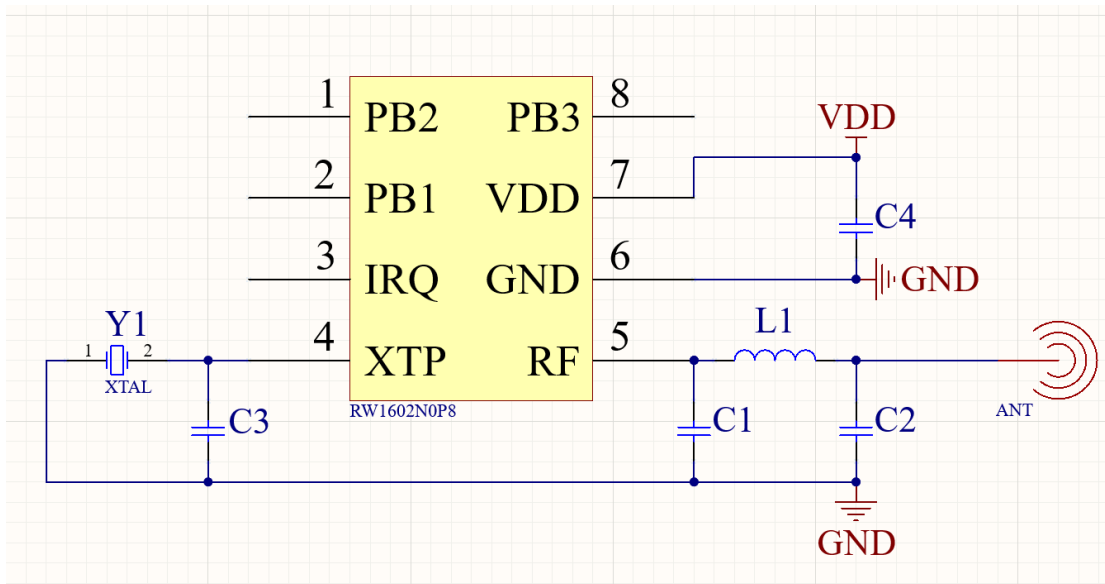 1
PB2
PB3
8
VDD
2
PB1
VDD
7
C4
3
IRQ
GND
6
GND
Y1
1
2
XTAL
4
XTP
RF
5
L1
RW1602N0P8
C3
C1
C2
ANT
GND